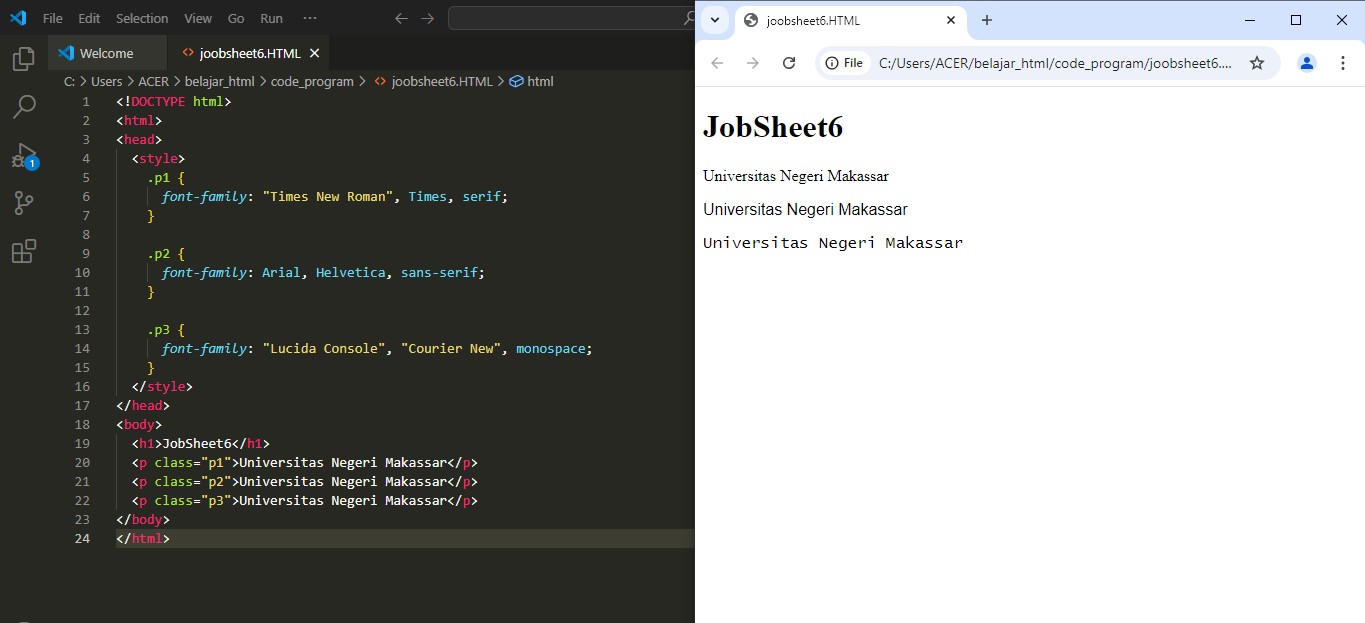 File Edit Selection View Go Run ···
Welcome joobsheet6.HTML
C: > Users > ACER > belajar_html > code_program > joobsheet6.HTML > html
1
1 <!DOCTYPE html>
2 <html>
3 <head>
4 <style>
5 .p1 {
6 font-family: "Times New Roman", Times, serif;
7 }
8
9 .p2 {
10 font-family: Arial, Helvetica, sans-serif;
11 }
12
13 .p3 {
14 font-family: "Lucida Console", "Courier New", monospace;
15 }
16 </style>
17 </head>
18 <body>
19 <h1>JobSheet6</h1>
20 <p class="p1">Universitas Negeri Makassar</p>
21 <p class="p2">Universitas Negeri Makassar</p>
22 <p class="p3">Universitas Negeri Makassar</p>
23 </body>
24 </html>
joobsheet6.HTML
File C:/Users/ACER/belajar_html/code_program/joobsheet6....
JobSheet6
Universitas Negeri Makassar
Universitas Negeri Makassar
Universitas Negeri Makassar